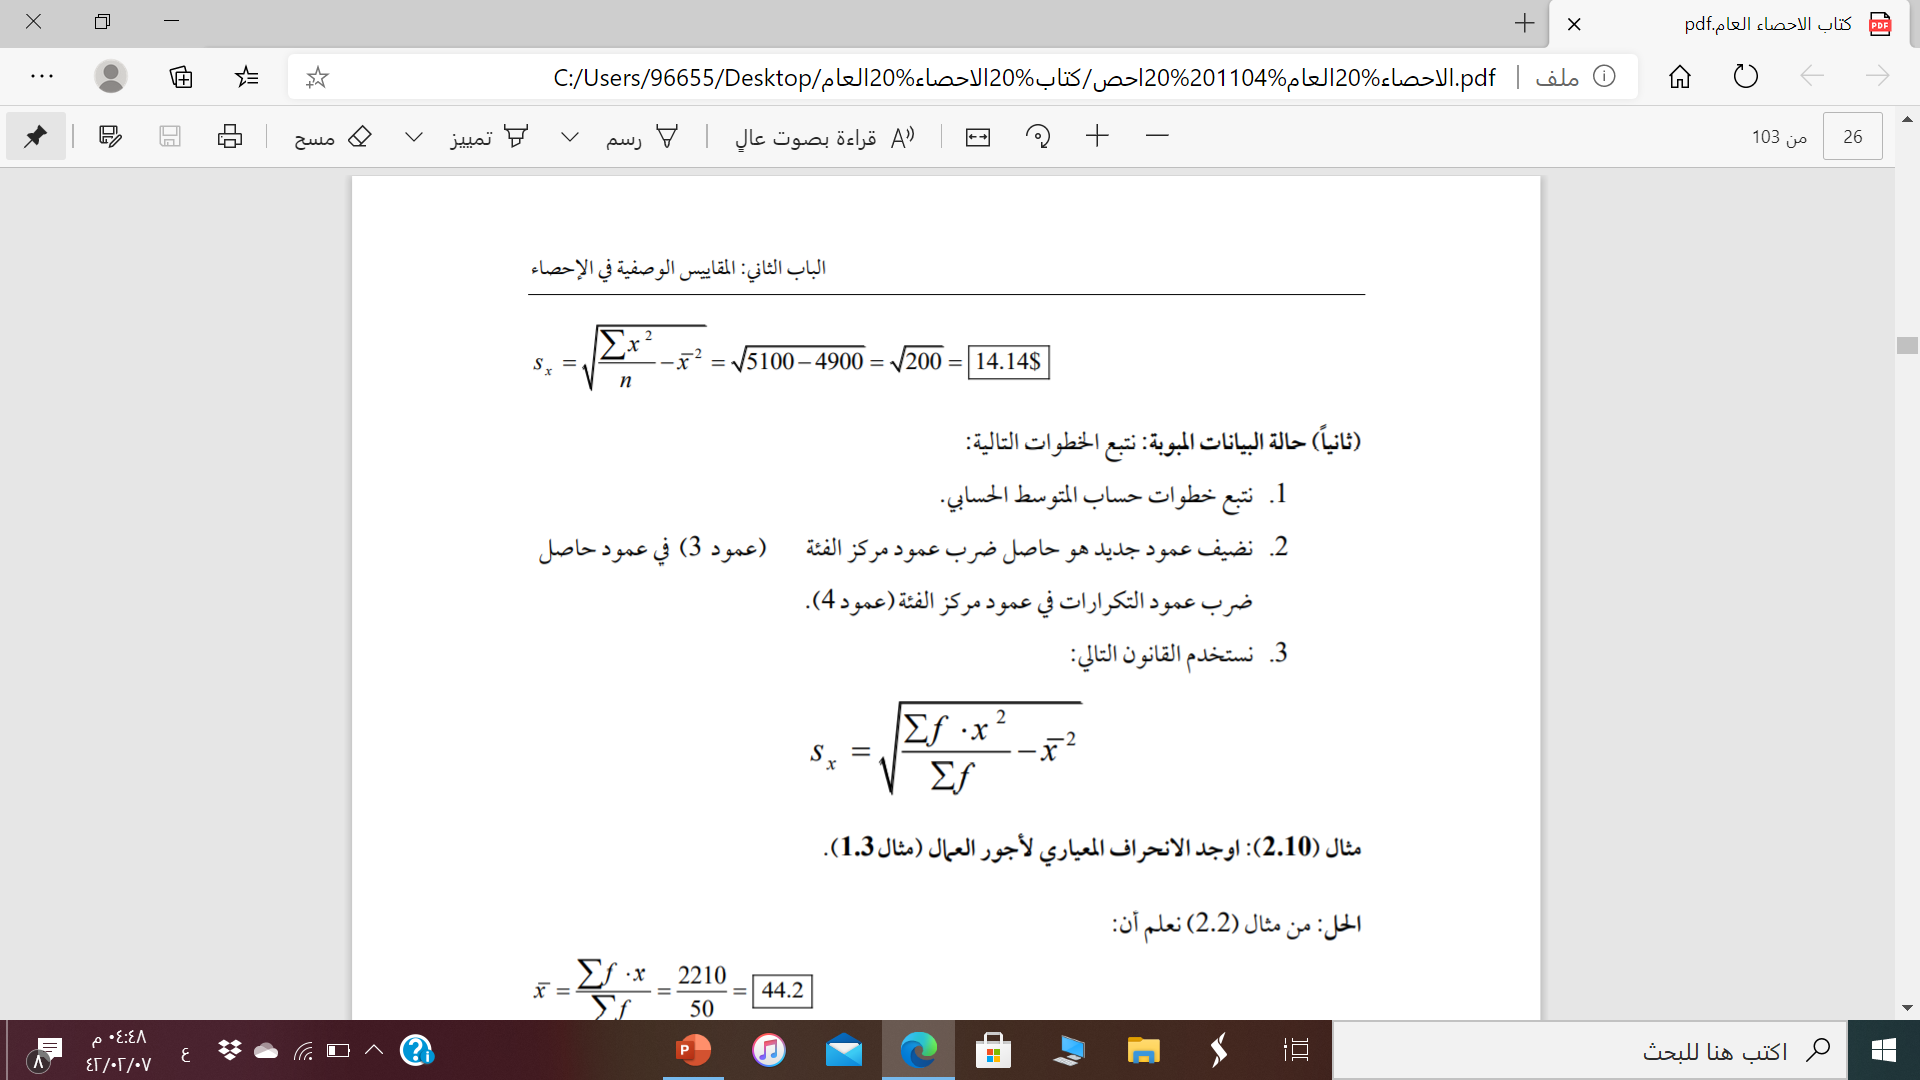 كتاب الاحصاء العام.pdf
ملف
C:/Users/96655/Desktop/الاحصاء%20العام%201104%20احص/كتاب%20الاحصاء%20العام.pdf
26
من 103
قراءة بصوت عالٍ
رسم
تمييز
مسح
الباب الثاني: المقاييس الوصفية في الإحصاء
s_x = √(∑x²/n − x̄²) = √5100−4900 = √200 = 14.14$
(ثانياً) حالة البيانات المبوبة: نتبع الخطوات التالية:
1. نتبع خطوات حساب المتوسط الحسابي.
2. نضيف عمود جديد هو حاصل ضرب عمود مركز الفئة (عمود 3) في عمود حاصل
ضرب عمود التكرارات في عمود مركز الفئة (عمود 4).
3. نستخدم القانون التالي:
s_x = √(∑f·x²/∑f − x̄²)
مثال (2.10): اوجد الانحراف المعياري لأجور العمال (مثال 1.3).
الحل: من مثال (2.2) نعلم أن:
x̄ = ∑f·x/∑f = 2210/50 = 44.2
اكتب هنا للبحث
ع
٠٤:٤٨ م
٤٢/٠٢/٠٧
٨